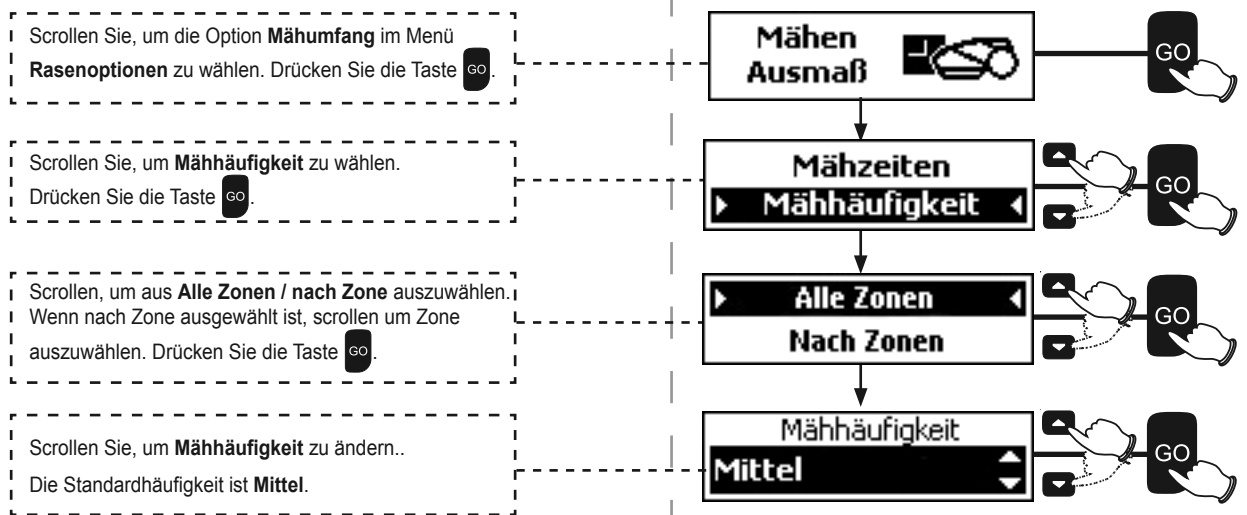 Scrollen Sie, um die Option Mähumfang im Menü
Rasenoptionen zu wählen. Drücken Sie die Taste GO.
Mähen
Ausmaß
GO
Scrollen Sie, um Mähhäufigkeit zu wählen.
Drücken Sie die Taste GO.
Mähzeiten
Mähhäufigkeit
GO
Scrollen, um aus Alle Zonen / nach Zone auszuwählen.
Wenn nach Zone ausgewählt ist, scrollen um Zone
auszuwählen. Drücken Sie die Taste GO.
Alle Zonen
Nach Zonen
GO
Scrollen Sie, um Mähhäufigkeit zu ändern..
Die Standardhäufigkeit ist Mittel.
Mähhäufigkeit
Mittel
GO